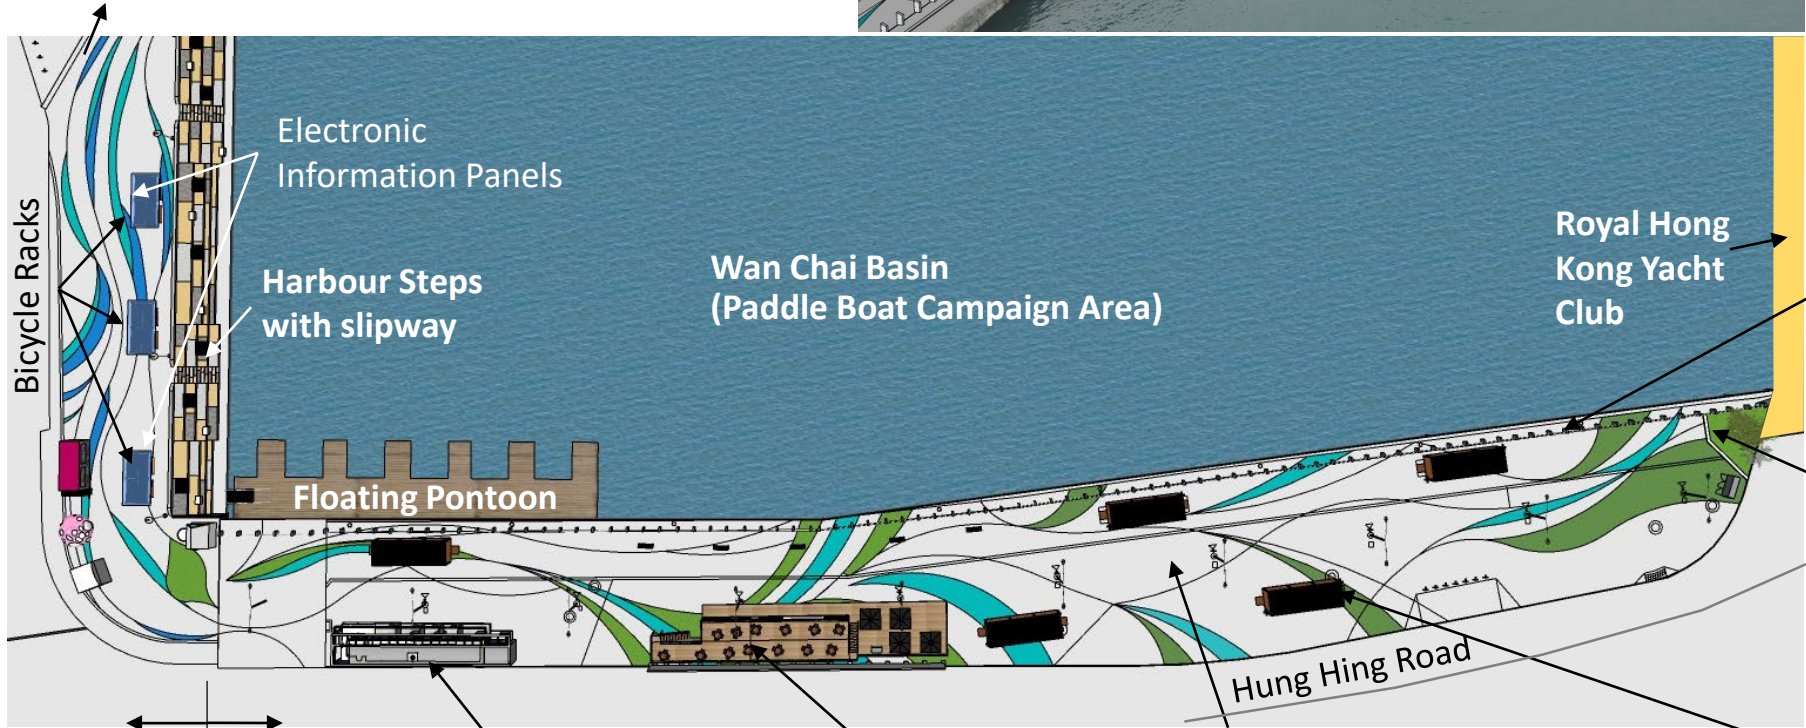 Electronic
Information Panels
Bicycle Racks
Harbour Steps
with slipway
Wan Chai Basin
(Paddle Boat Campaign Area)
Royal Hong
Kong Yacht
Club
Floating Pontoon
Hung Hing Road